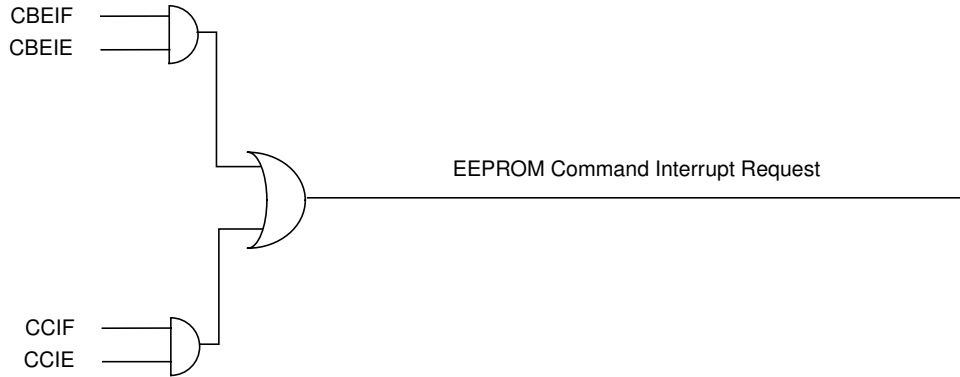 CBEIF
CBEIE
EEPROM Command Interrupt Request
CCIF
CCIE